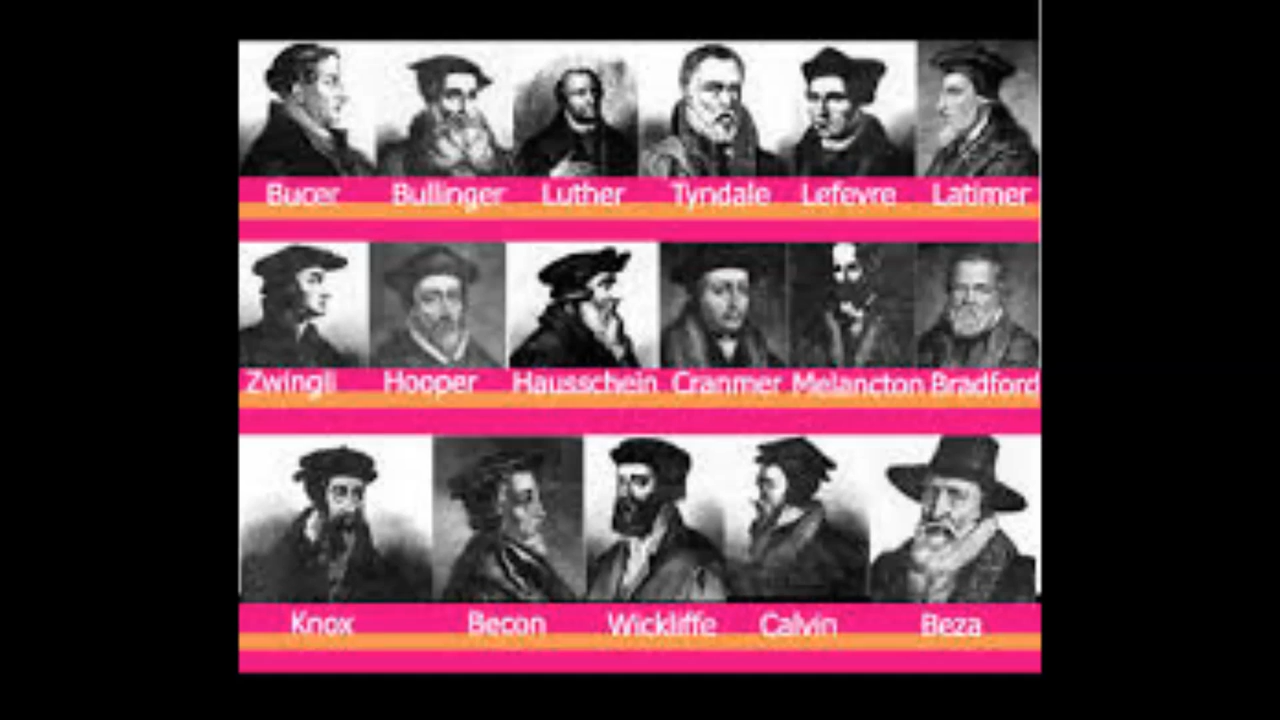 Bucer Bullinger Luther Tyndale Lefevre Latimer
Zwingli Hooper Hausschein Cranmer Melancton Bradford
Knox Becon Wickliffe Calvin Beza